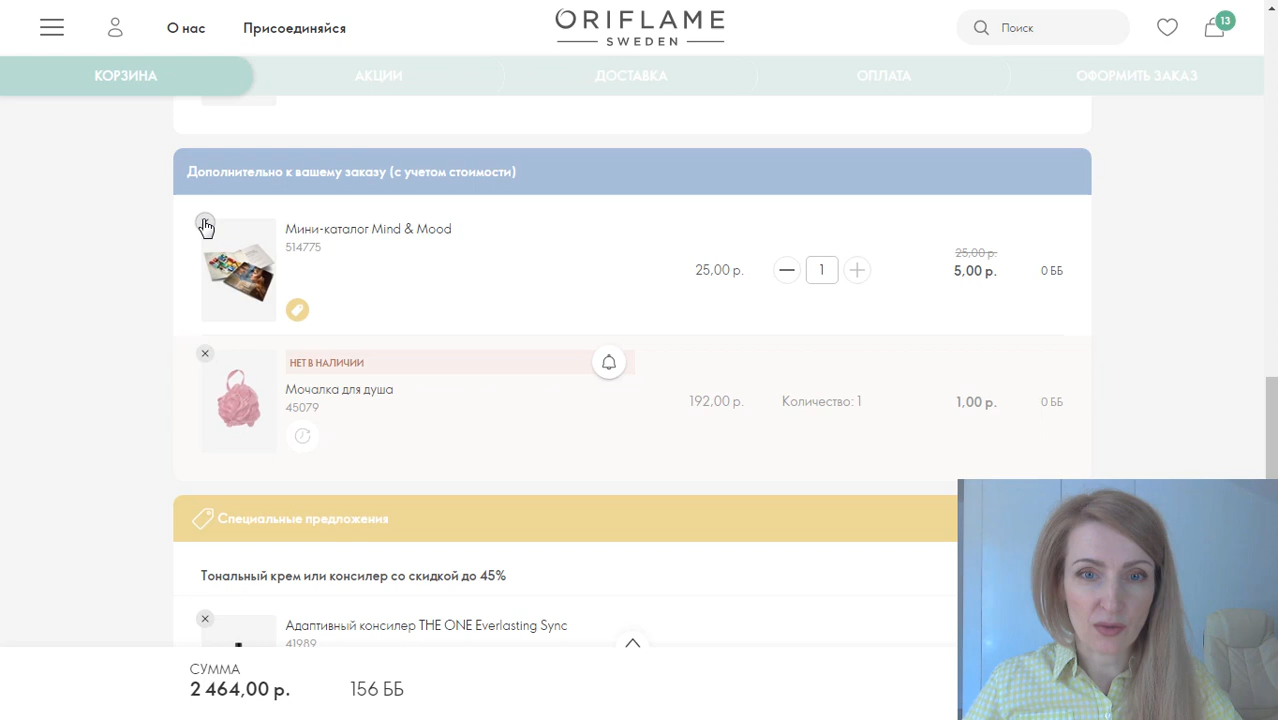 О нас
Присоединяйся
ORIFLAME
SWEDEN
Поиск
13
КОРЗИНА
АКЦИИ
ДОСТАВКА
ОПЛАТА
ОФОРМИТЬ ЗАКАЗ
Дополнительно к вашему заказу (с учетом стоимости)
Мини-каталог Mind & Mood
514775
25,00 р.
1
25,00 р.
5,00 р.
0 ББ
НЕТ В НАЛИЧИИ
Мочалка для душа
45079
192,00 р.
Количество: 1
1,00 р.
0 ББ
Специальные предложения
Тональный крем или консилер со скидкой до 45%
Адаптивный консилер THE ONE Everlasting Sync
41989
СУММА
2 464,00 р.
156 ББ